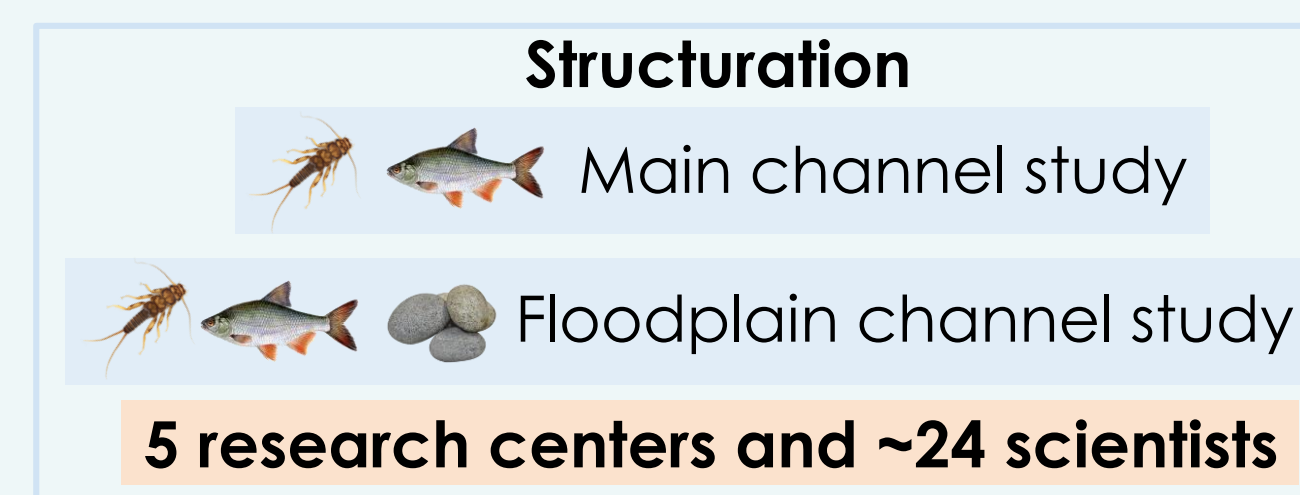 Structuration
Main channel study
Floodplain channel study
5 research centers and ~24 scientists